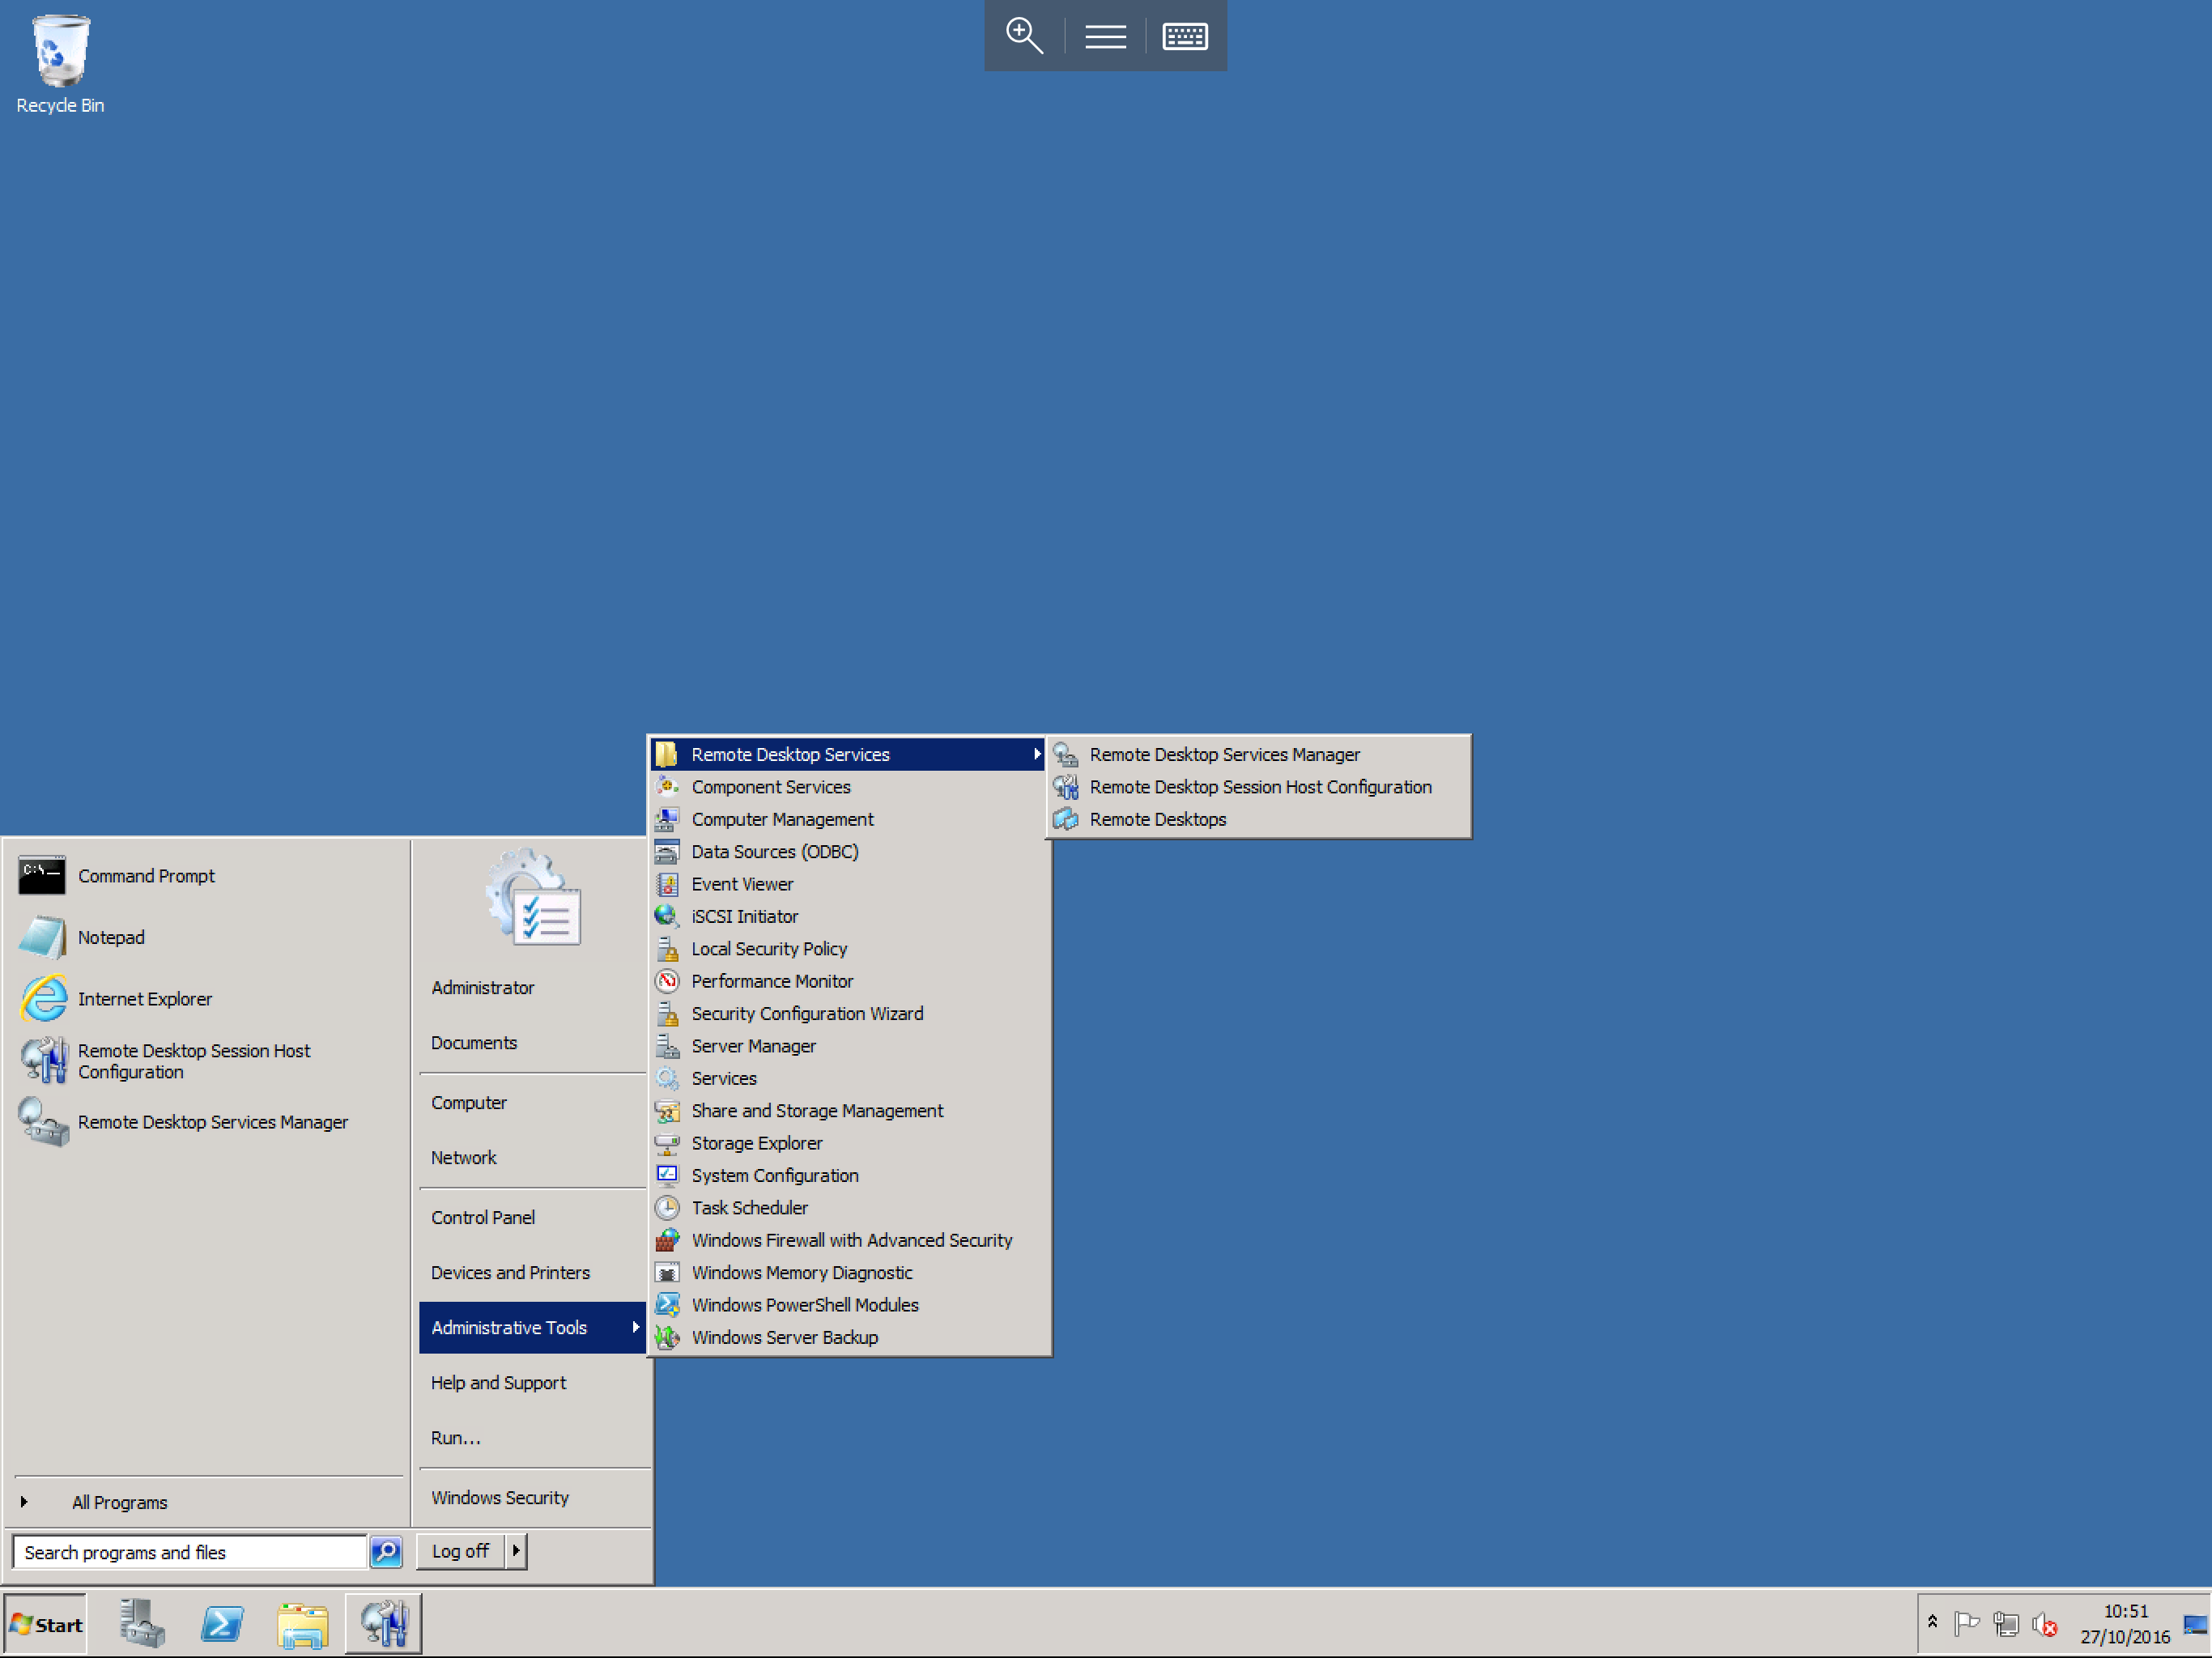 Recycle Bin
Remote Desktop Services
Component Services
Computer Management
Data Sources (ODBC)
Event Viewer
iSCSI Initiator
Local Security Policy
Performance Monitor
Security Configuration Wizard
Server Manager
Services
Share and Storage Management
Storage Explorer
System Configuration
Task Scheduler
Windows Firewall with Advanced Security
Windows Memory Diagnostic
Windows PowerShell Modules
Windows Server Backup
Remote Desktop Services Manager
Remote Desktop Session Host Configuration
Remote Desktops
C:\_
Command Prompt
Notepad
Internet Explorer
Remote Desktop Session Host
Configuration
Remote Desktop Services Manager
All Programs
Search programs and files
Administrator
Documents
Computer
Network
Control Panel
Devices and Printers
Administrative Tools
Help and Support
Run...
Windows Security
Log off
Start
10:51
27/10/2016